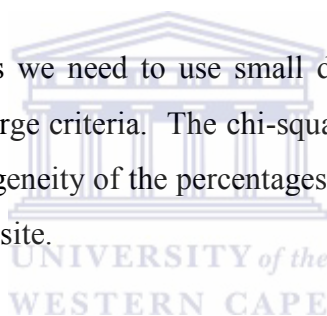 s we need to use small d
rge criteria. The chi-squa
geneity of the percentages
site.
UNIVERSITY of the
WESTERN CAPE